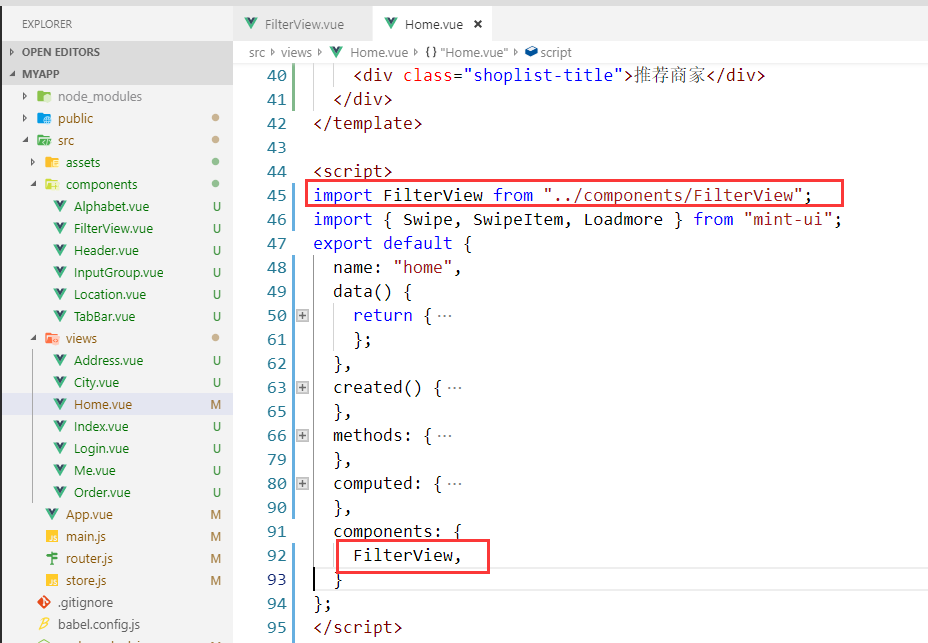 EXPLORER
OPEN EDITORS
MYAPP
node_modules
public
src
assets
components
Alphabet.vue U
FilterView.vue U
Header.vue U
InputGroup.vue U
Location.vue U
TabBar.vue U
views
Address.vue U
City.vue U
Home.vue M
Index.vue U
Login.vue U
Me.vue U
Order.vue U
App.vue M
main.js M
router.js M
store.js M
.gitignore
babel.config.js
FilterView.vue Home.vue ×
src views Home.vue {} "Home.vue" script
40 <div class="shoplist-title">推荐商家</div>
41 </div>
42 </template>
43
44 <script>
45 import FilterView from "../components/FilterView";
46 import { Swipe, SwipeItem, Loadmore } from "mint-ui";
47 export default {
48 name: "home",
49 data() {
50 return { ...
61 };
62 },
63 created() { ...
65 },
66 methods: { ...
79 },
80 computed: { ...
90 },
91 components: {
92 FilterView,
93 }
94 };
95 </script>